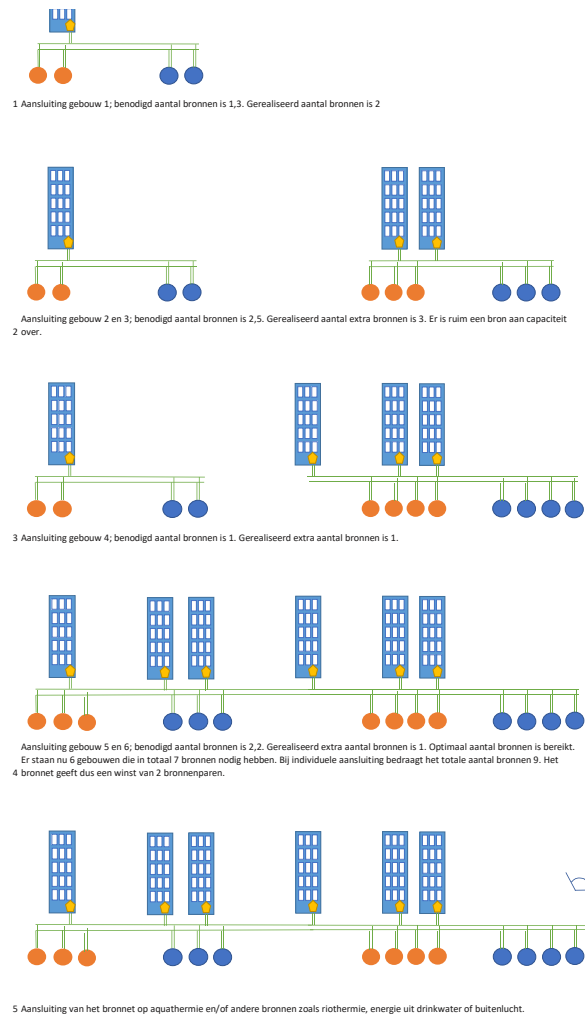 1 Aansluiting gebouw 1; benodigd aantal bronnen is 1,3. Gerealiseerd aantal bronnen is 2
Aansluiting gebouw 2 en 3; benodigd aantal bronnen is 2,5. Gerealiseerd aantal extra bronnen is 3. Er is ruim een bron aan capaciteit
2 over.
3 Aansluiting gebouw 4; benodigd aantal bronnen is 1. Gerealiseerd extra aantal bronnen is 1.
Aansluiting gebouw 5 en 6; benodigd aantal bronnen is 2,2. Gerealiseerd extra aantal bronnen is 1. Optimaal aantal bronnen is bereikt.
Er staan nu 6 gebouwen die in totaal 7 bronnen nodig hebben. Bij individuele aansluiting bedraagt het totale aantal bronnen 9. Het
4 bronnet geeft dus een winst van 2 bronnenparen.
5 Aansluiting van het bronnet op aquathermie en/of andere bronnen zoals riothermie, energie uit drinkwater of buitenlucht.